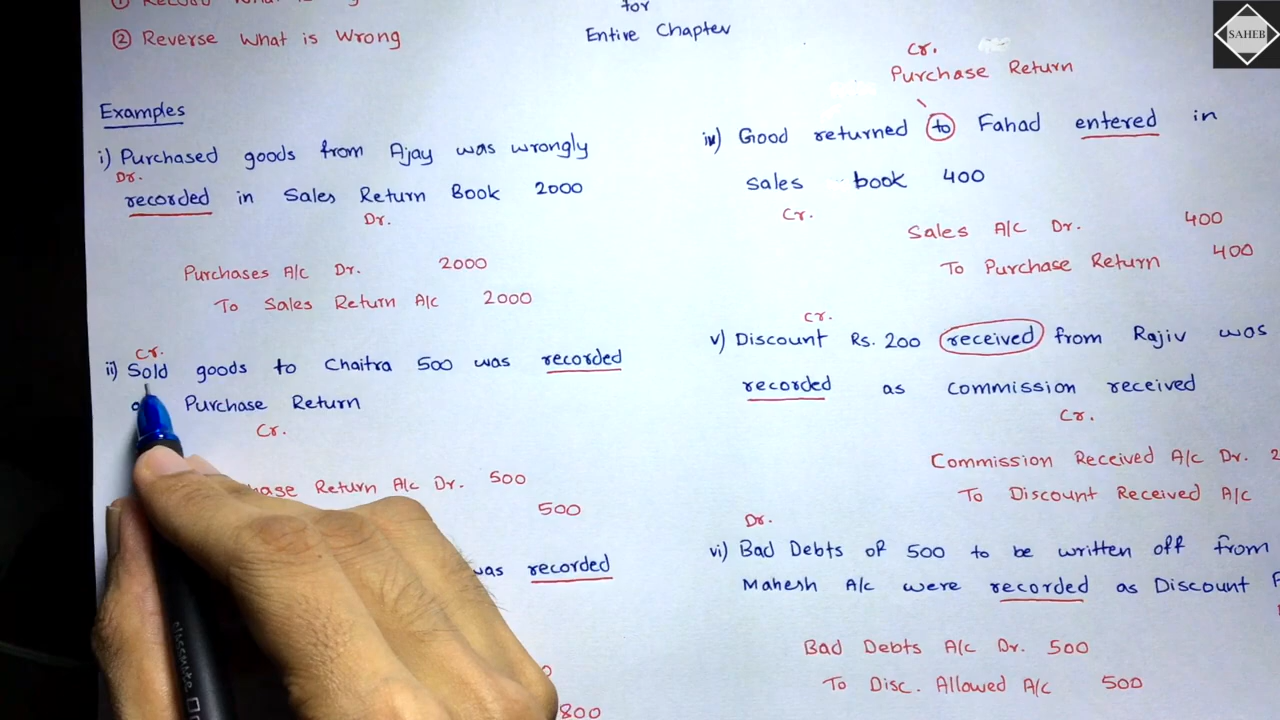 ② Reverse What is Wrong
for
Entire Chapter
SAHEB
Examples
i) Purchased goods from Ajay was wrongly
Dr.
recorded in Sales Return Book 2000
Dr.
Purchases A/c Dr. 2000
To Sales Return A/c 2000
Cr.
ii) Sold goods to Chaitra 500 was recorded
Purchase Return
Cr.
Return A/c Dr. 500
500
was recorded
800
Cr.
Purchase Return
iv) Good returned to Fahad entered in
sales book 400
Cr.
Sales A/c Dr. 400
To Purchase Return 400
Cr.
v) Discount Rs. 200 received from Rajiv was
recorded as commission received
Cr.
Commission Received A/c Dr.
To Discount Received A/c
Dr.
vi) Bad Debts of 500 to be written off from
Mahesh A/c were recorded as Discount
Bad Debts A/c Dr. 500
To Disc. Allowed A/c 500